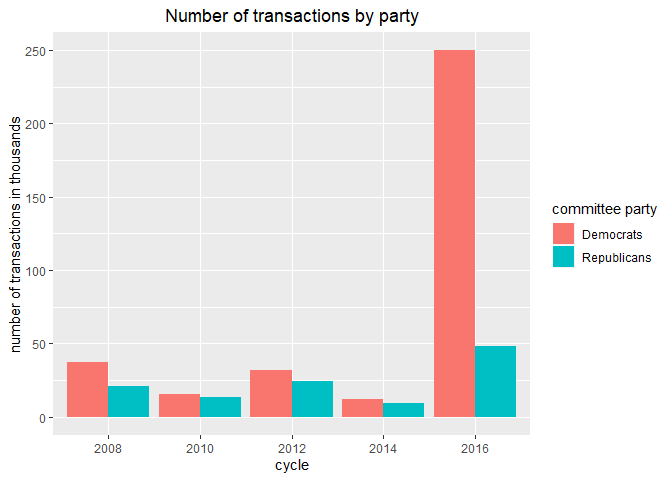 Number of transactions by party
number of transactions in thousands
250
200
150
100
50
0
2008 2010 2012 2014 2016
cycle
committee party
Democrats
Republicans